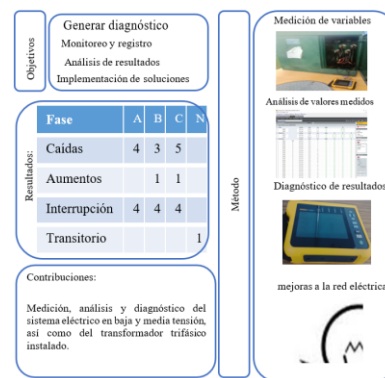 Objetivos
Generar diagnóstico
Monitoreo y registro
Análisis de resultados
Implementación de soluciones
Resultados:
Fase A B C N
Caídas 4 3 5
Aumentos 1 1
Interrupción 4 4 4
Transitorio 1
Contribuciones:
Medición, análisis y diagnóstico del
sistema eléctrico en baja y media tensión,
así como del transformador trifásico
instalado.
Método
Medición de variables
Análisis de valores medidos
Diagnóstico de resultados
mejoras a la red eléctrica